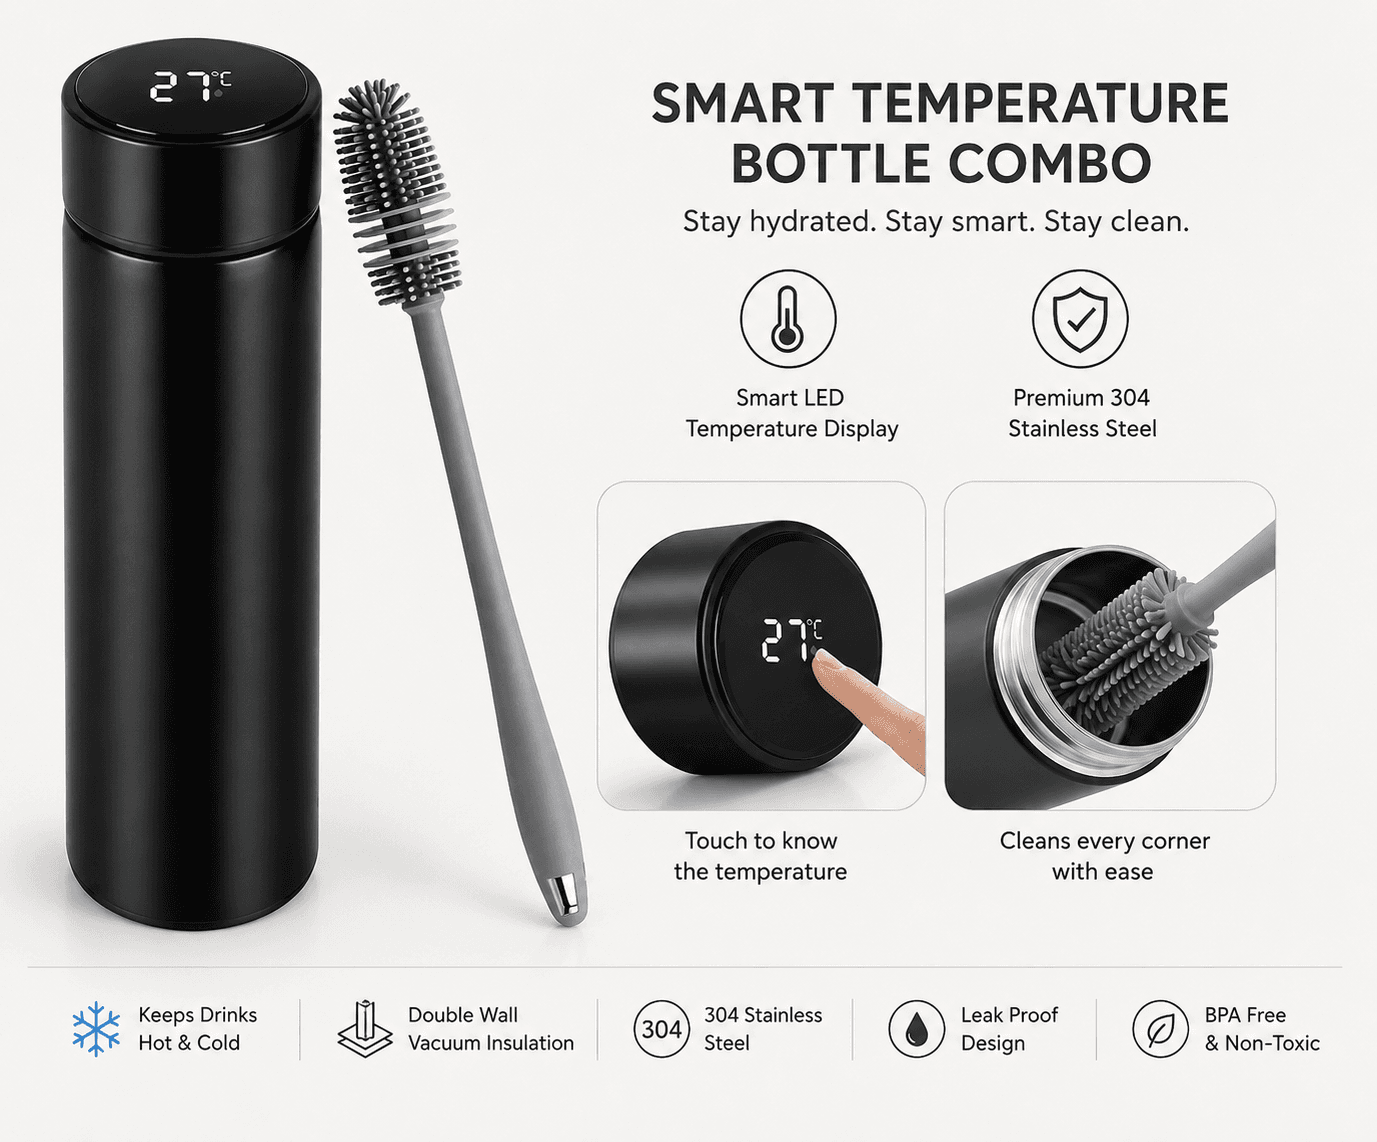 27°C
SMART TEMPERATURE
BOTTLE COMBO
Stay hydrated. Stay smart. Stay clean.
Smart LED
Temperature Display
Premium 304
Stainless Steel
27°C
Touch to know
the temperature
Cleans every corner
with ease
Keeps Drinks
Hot & Cold
Double Wall
Vacuum Insulation
304
304 Stainless
Steel
Leak Proof
Design
BPA Free
& Non-Toxic